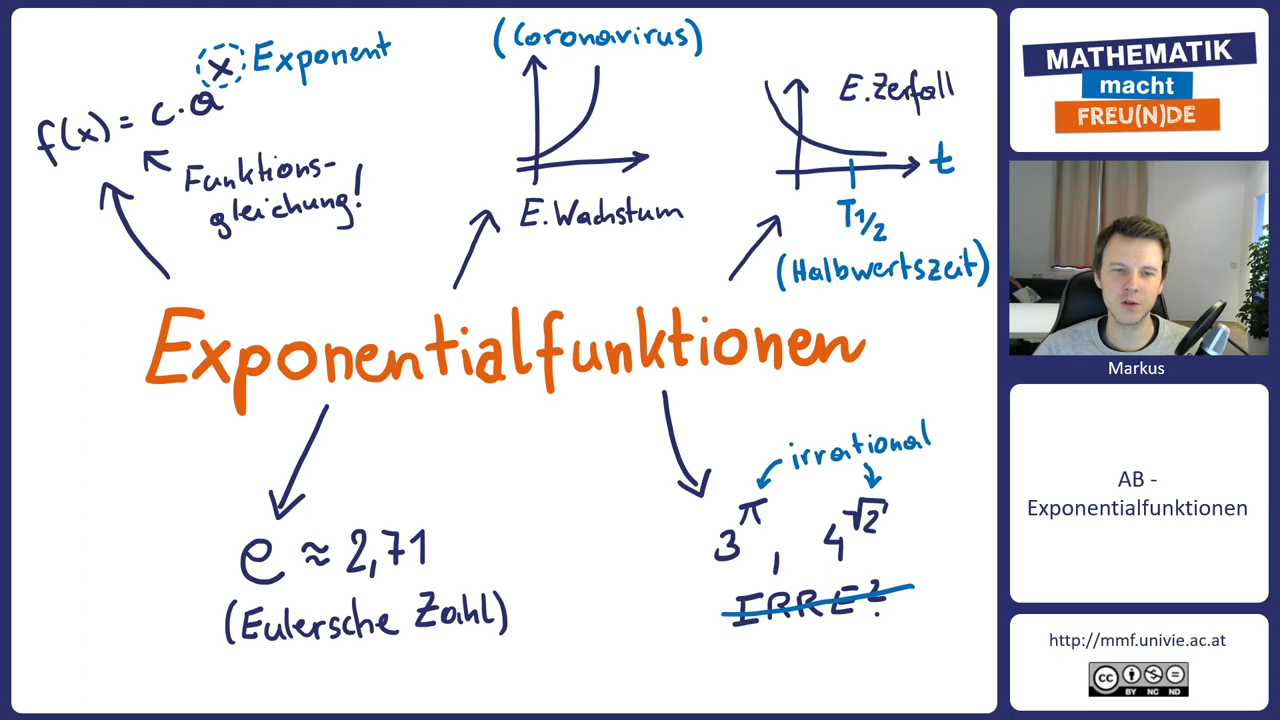 x Exponent
f(x) = c · a
Funktions-
gleichung!
(Coronavirus)
E. Wachstum
E. Zerfall
t
T1/2
(Halbwertszeit)
Exponentialfunktionen
e ≈ 2,71
(Eulersche Zahl)
irrational
3^π , 4^√2
IRRE?
MATHEMATIK
macht
FREU(N)DE
Markus
AB -
Exponentialfunktionen
http://mmf.univie.ac.at
cc
BY NC ND